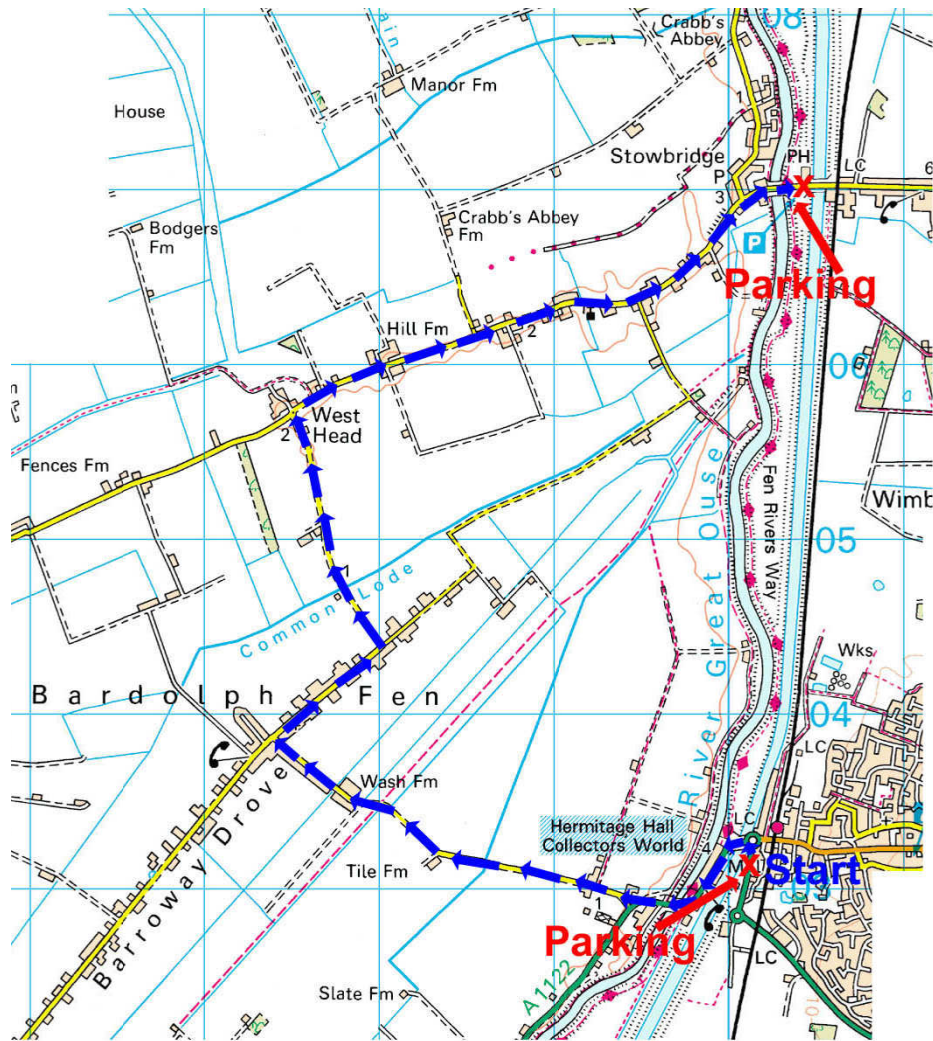 08
ain
Crabb's
Abbey
Manor Fm
House
Stowbridge
PH
LC
P
6
3
Crabb's Abbey
Fm
Bodgers
Fm
P
Parking
Hill Fm
2
06
West
Head
2
Fences Fm
Wimb
05
River Great Ouse
Fen Rivers Way
Common Lode
1
Wks
Bardolph Fen
04
LC
Wash Fm
Barroway Drove
Hermitage Hall
Collectors World
LC
4
Tile Fm
M
Start
1
Parking
LC
A1122
Slate Fm